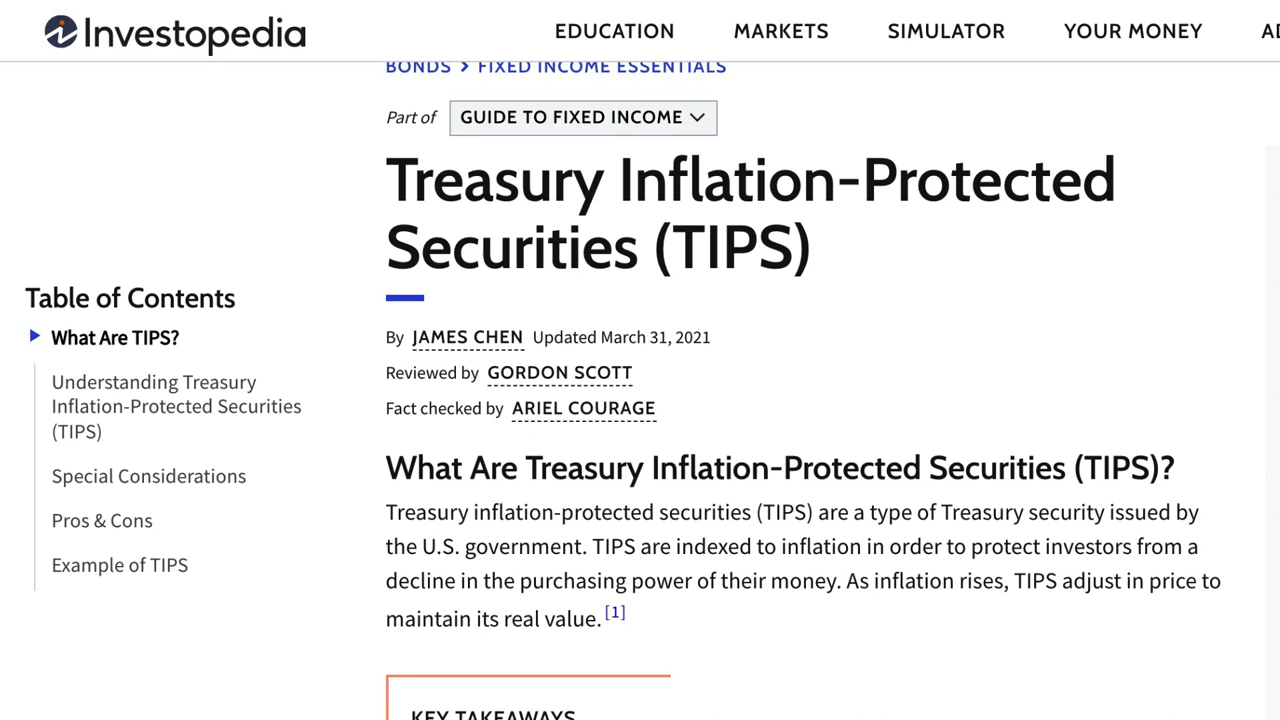 Investopedia
EDUCATION MARKETS SIMULATOR YOUR MONEY
BONDS > FIXED INCOME ESSENTIALS
Part of GUIDE TO FIXED INCOME
Treasury Inflation-Protected
Securities (TIPS)
By JAMES CHEN Updated March 31, 2021
Reviewed by GORDON SCOTT
Fact checked by ARIEL COURAGE
Table of Contents
What Are TIPS?
Understanding Treasury
Inflation-Protected Securities
(TIPS)
Special Considerations
Pros & Cons
Example of TIPS
What Are Treasury Inflation-Protected Securities (TIPS)?
Treasury inflation-protected securities (TIPS) are a type of Treasury security issued by
the U.S. government. TIPS are indexed to inflation in order to protect investors from a
decline in the purchasing power of their money. As inflation rises, TIPS adjust in price to
maintain its real value. [1]
KEY TAKEAWAYS